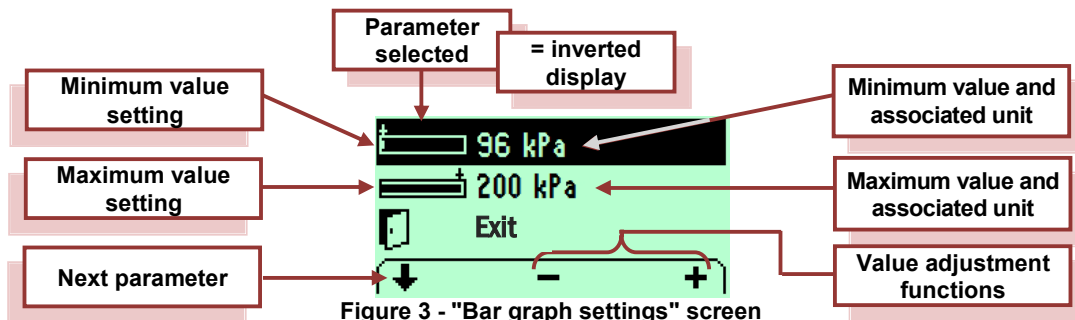 Parameter
selected
= inverted
display
Minimum value
setting
Minimum value and
associated unit
96 kPa
Maximum value
setting
200 kPa
Maximum value and
associated unit
Exit
Next parameter
− +
Value adjustment
functions
Figure 3 - "Bar graph settings" screen